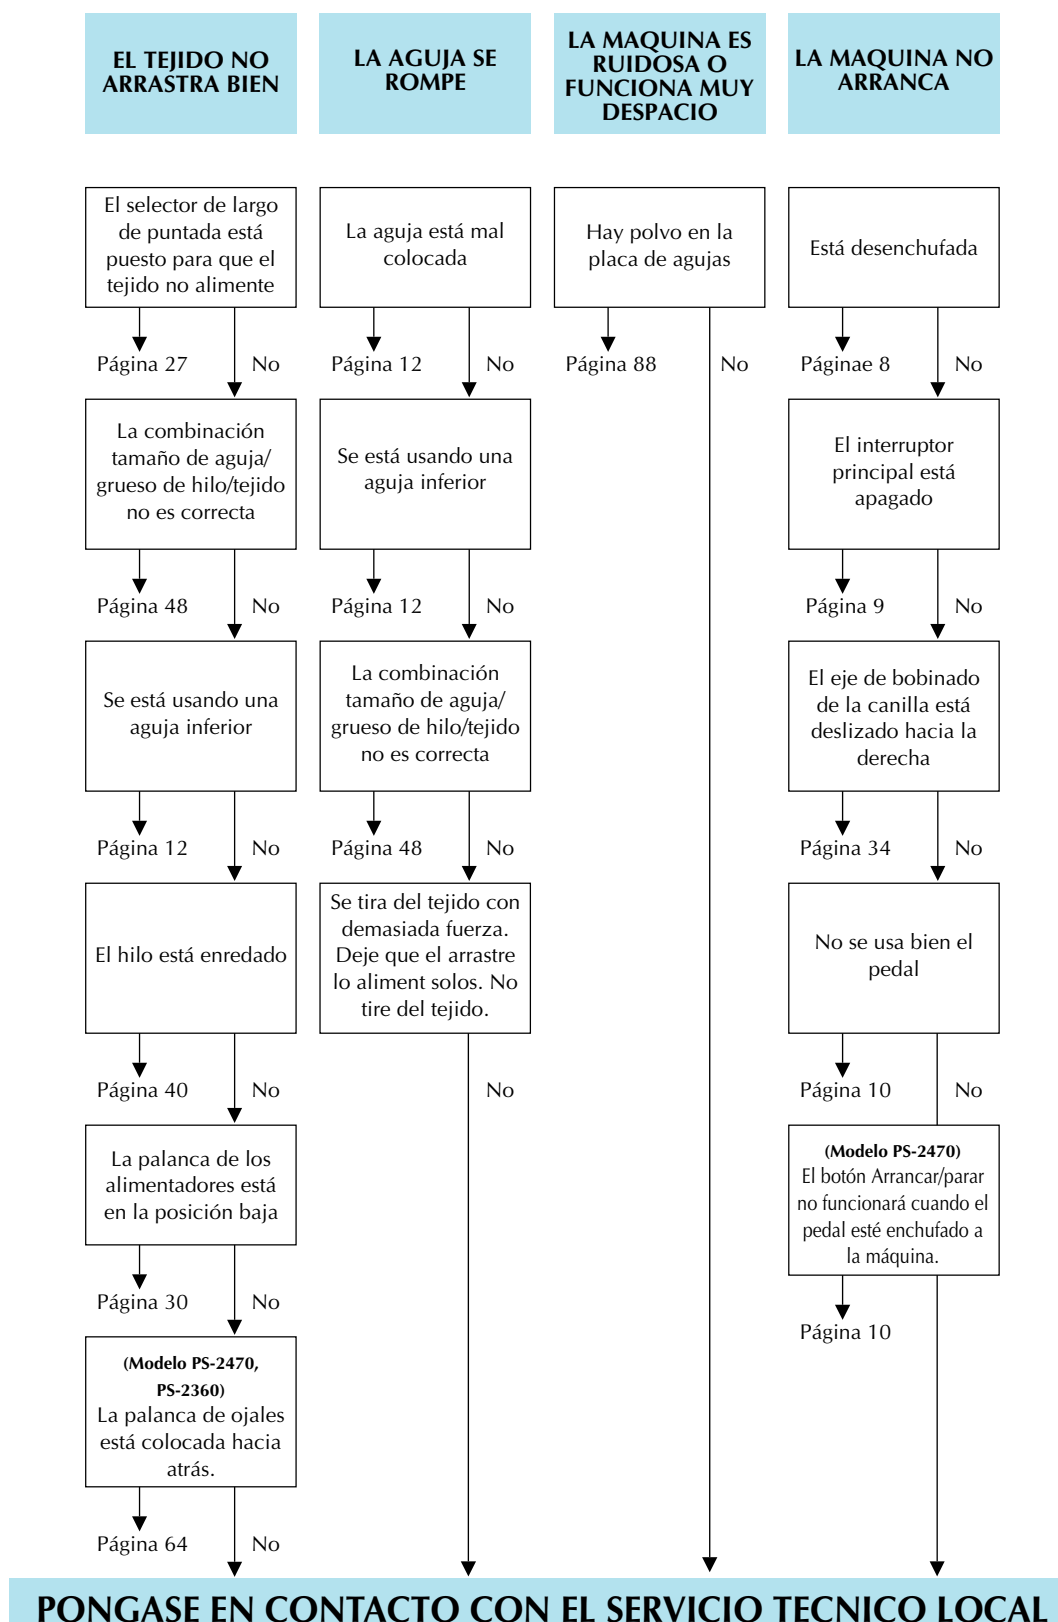 EL TEJIDO NO
ARRASTRA BIEN
El selector de largo
de puntada está
puesto para que el
tejido no alimente
Página 27
No
La combinación
tamaño de aguja/
grueso de hilo/tejido
no es correcta
Página 48
No
Se está usando una
aguja inferior
Página 12
No
El hilo está enredado
Página 40
No
La palanca de los
alimentadores está
en la posición baja
Página 30
No
(Modelo PS-2470,
PS-2360)
La palanca de ojales
está colocada hacia
atrás.
Página 64
No
LA AGUJA SE
ROMPE
La aguja está mal
colocada
Página 12
No
Se está usando una
aguja inferior
Página 12
No
La combinación
tamaño de aguja/
grueso de hilo/tejido
no es correcta
Página 48
No
Se tira del tejido con
demasiada fuerza.
Deje que el arrastre
lo aliment solos. No
tire del tejido.
No
LA MAQUINA ES
RUIDOSA O
FUNCIONA MUY
DESPACIO
Hay polvo en la
placa de agujas
Página 88
No
LA MAQUINA NO
ARRANCA
Está desenchufada
Páginae 8
No
El interruptor
principal está
apagado
Página 9
No
El eje de bobinado
de la canilla está
deslizado hacia la
derecha
Página 34
No
No se usa bien el
pedal
Página 10
No
(Modelo PS-2470)
El botón Arrancar/parar
no funcionará cuando el
pedal esté enchufado a
la máquina.
Página 10
PONGASE EN CONTACTO CON EL SERVICIO TECNICO LOCAL